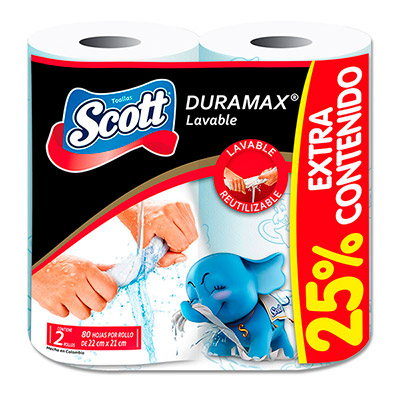 Toallas
Scott
DURAMAX®
Lavable
LAVABLE
REUTILIZABLE
25% EXTRA
CONTENIDO
CONTIENE
2
ROLLOS
80 HOJAS POR ROLLO
DE 22 cm x 21 cm
Hecho en Colombia